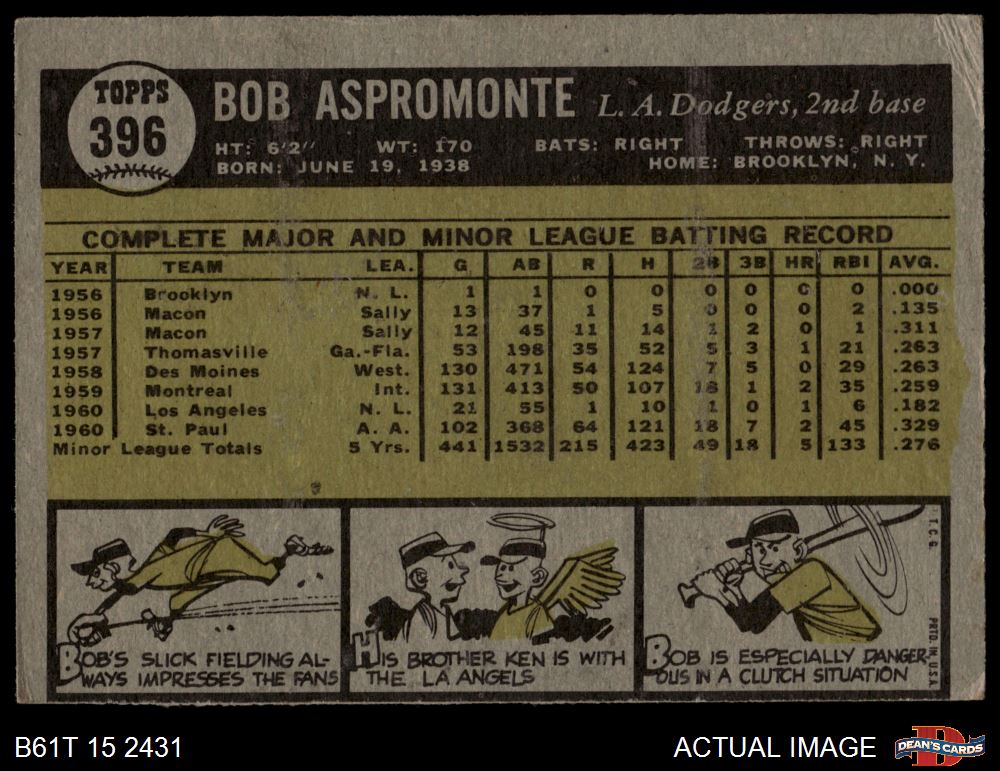 TOPPS
396
BOB ASPROMONTE L. A. Dodgers, 2nd base
HT: 6'2" WT: 170 BATS: RIGHT THROWS: RIGHT
BORN: JUNE 19, 1938 HOME: BROOKLYN, N. Y.
COMPLETE MAJOR AND MINOR LEAGUE BATTING RECORD
YEAR TEAM LEA. G AB R H 2B 3B HR RBI AVG.
1956 Brooklyn N. L. 1 1 0 0 0 0 0 0 .000
1956 Macon Sally 13 37 1 5 0 0 0 2 .135
1957 Macon Sally 12 45 11 14 1 2 0 1 .311
1957 Thomasville Ga.-Fla. 53 198 35 52 5 3 1 21 .263
1958 Des Moines West. 130 471 54 124 7 5 0 29 .263
1959 Montreal Int. 131 413 50 107 18 1 2 35 .259
1960 Los Angeles N. L. 21 55 1 10 1 0 1 6 .182
1960 St. Paul A. A. 102 368 64 121 18 7 2 45 .329
Minor League Totals 5 Yrs. 441 1532 215 423 49 18 5 133 .276
BOB'S SLICK FIELDING AL-
WAYS IMPRESSES THE FANS
HIS BROTHER KEN IS WITH
THE LA ANGELS
BOB IS ESPECIALLY DANGER-
OUS IN A CLUTCH SITUATION
T. C. G.
PRTD. IN U.S.A.
B61T 15 2431
ACTUAL IMAGE
D
DEAN'S CARDS